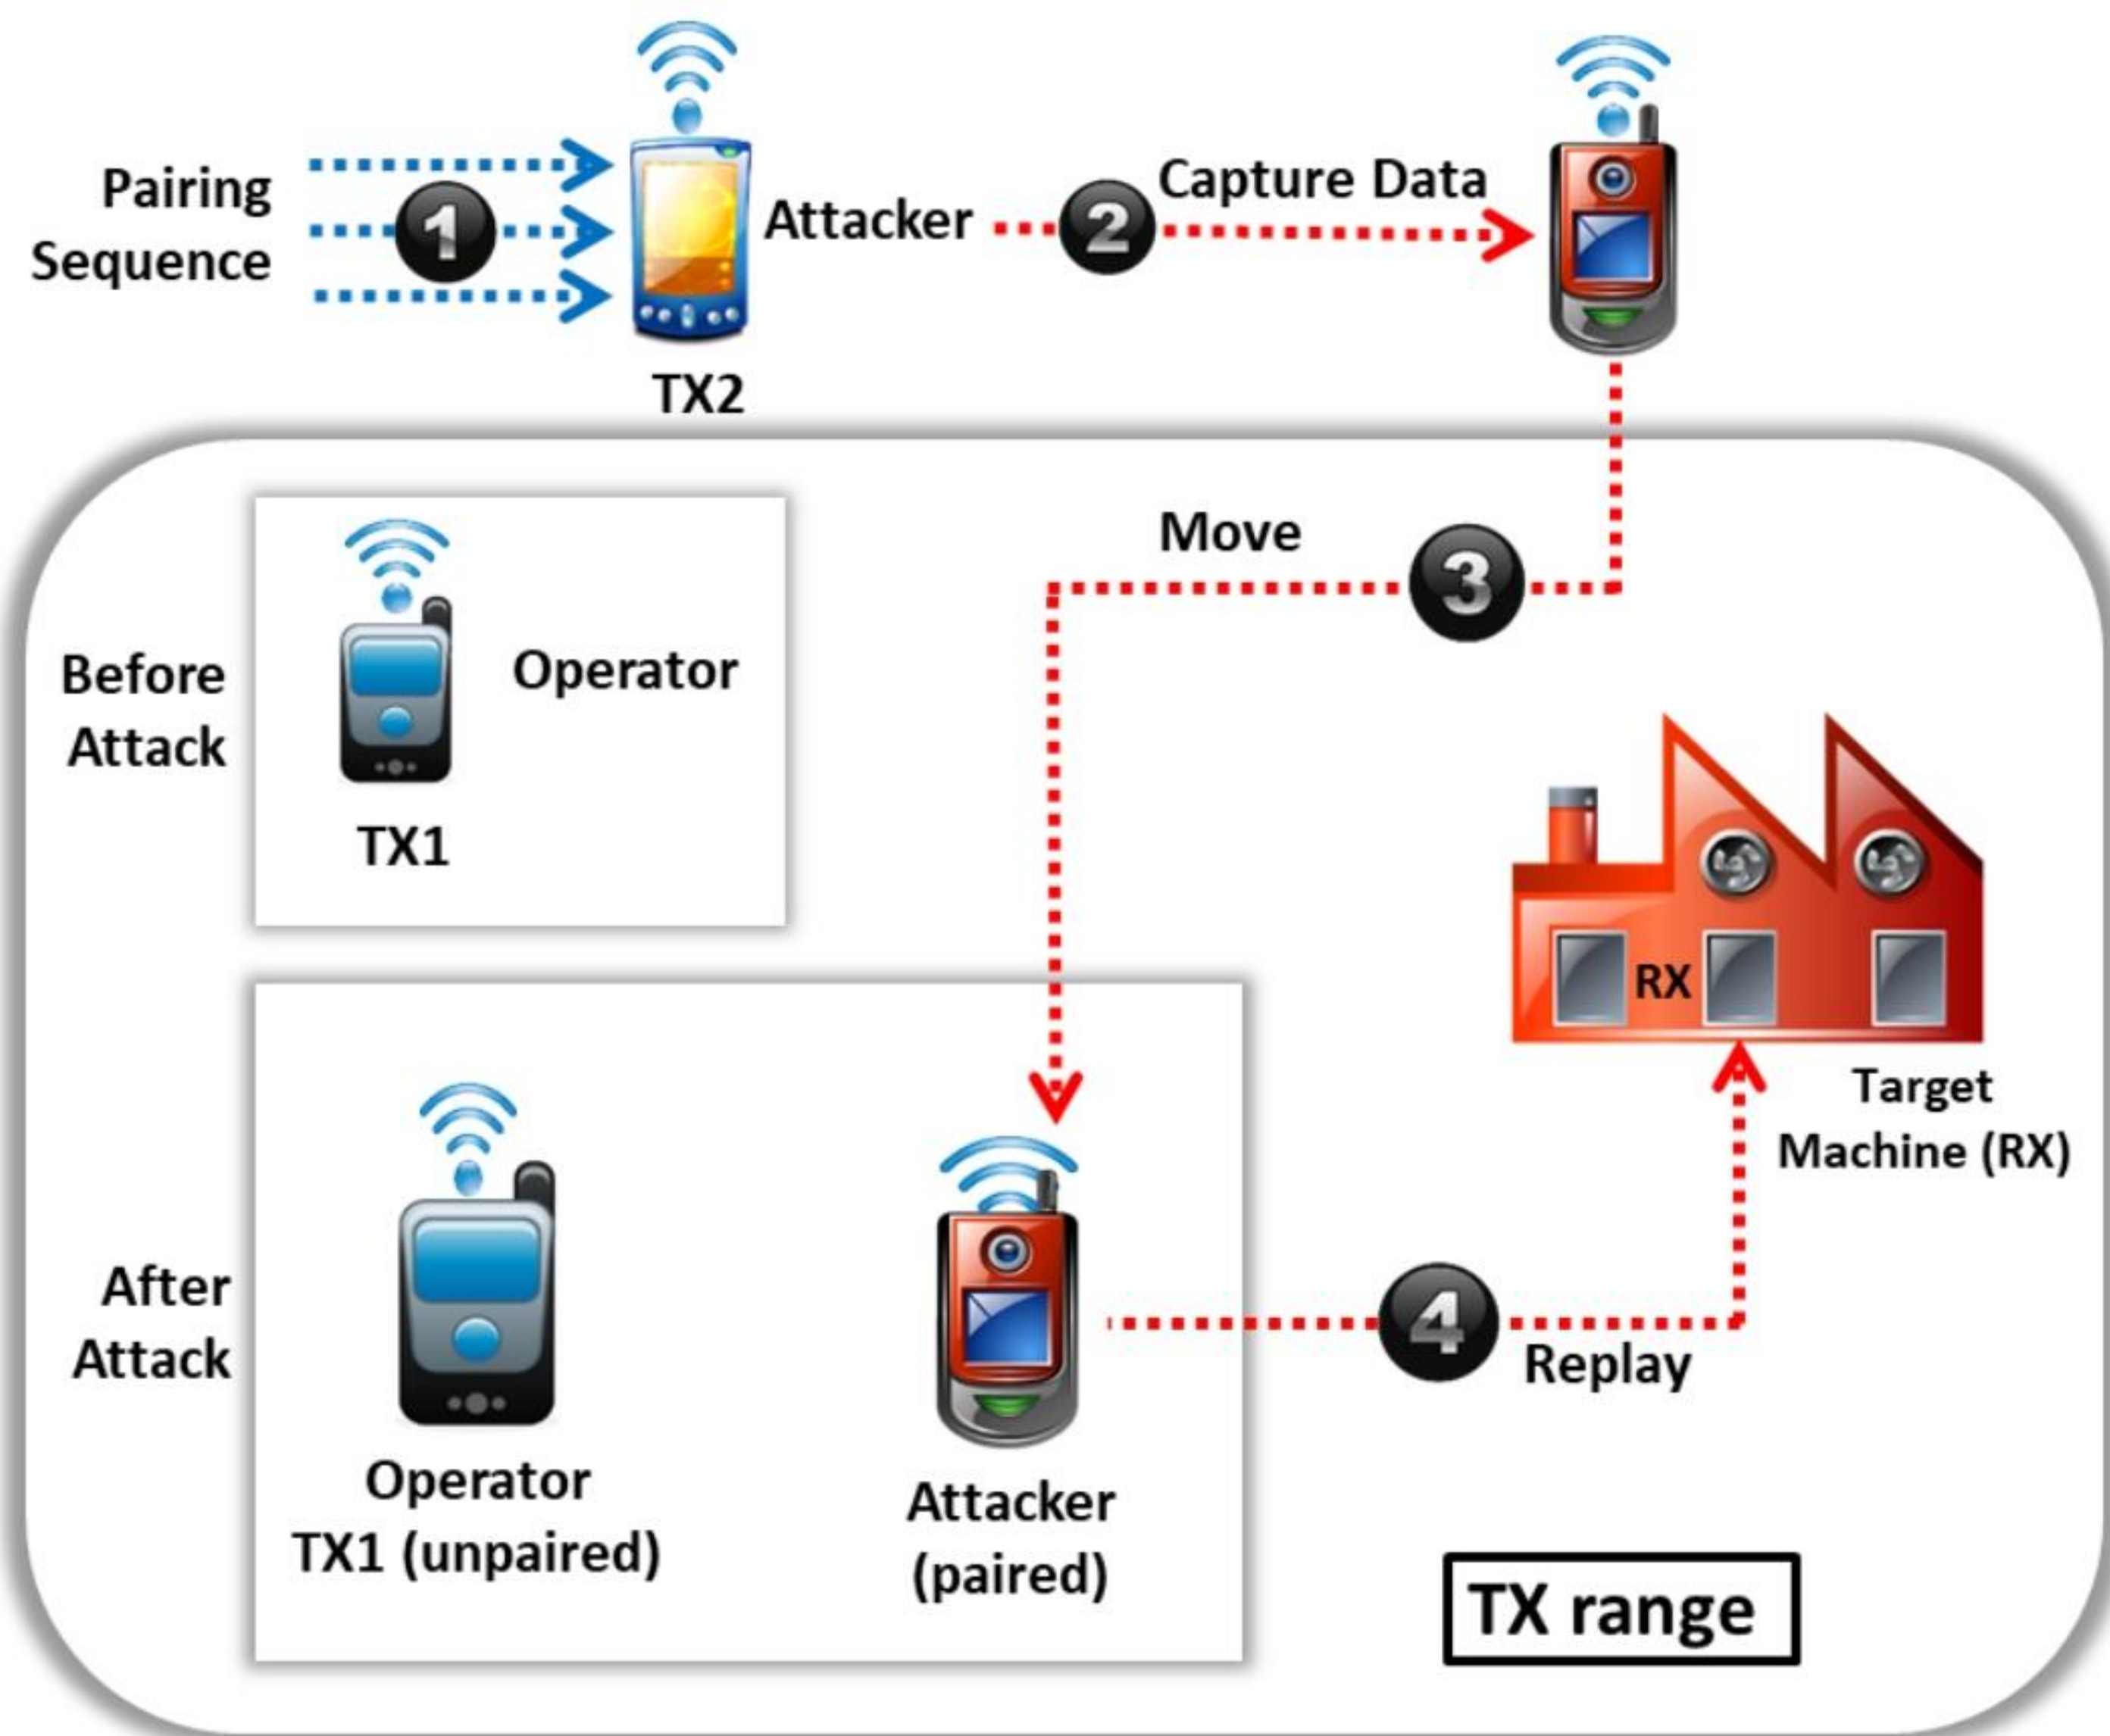 Pairing
Sequence
1
TX2
Attacker
2
Capture Data
Move
3
Before
Attack
Operator
TX1
RX
Target
Machine (RX)
After
Attack
Operator
TX1 (unpaired)
Attacker
(paired)
4
Replay
TX range